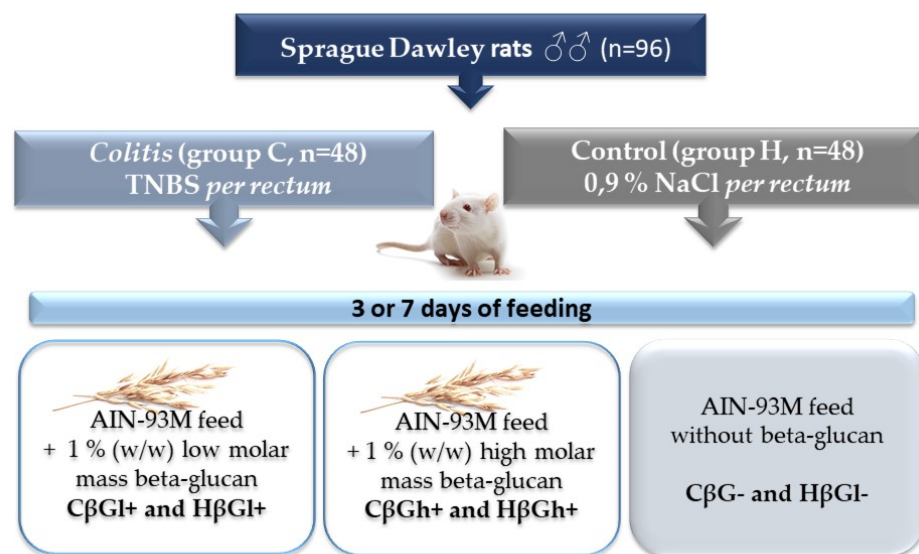 Sprague Dawley rats ♂♂ (n=96)
Colitis (group C, n=48)
TNBS per rectum
Control (group H, n=48)
0,9 % NaCl per rectum
3 or 7 days of feeding
AIN-93M feed
+ 1 % (w/w) low molar
mass beta-glucan
CβGl+ and HβGl+
AIN-93M feed
+ 1 % (w/w) high molar
mass beta-glucan
CβGh+ and HβGh+
AIN-93M feed
without beta-glucan
CβG- and HβGl-